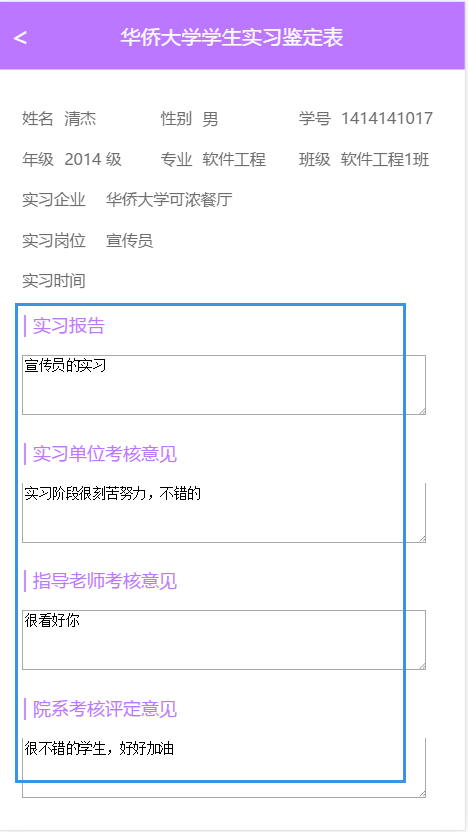 < 华侨大学学生实习鉴定表
姓名 清杰 性别 男 学号 1414141017
年级 2014 级 专业 软件工程 班级 软件工程1班
实习企业 华侨大学可浓餐厅
实习岗位 宣传员
实习时间
实习报告
宣传员的实习
实习单位考核意见
实习阶段很刻苦努力，不错的
指导老师考核意见
很看好你
院系考核评定意见
很不错的学生，好好加油